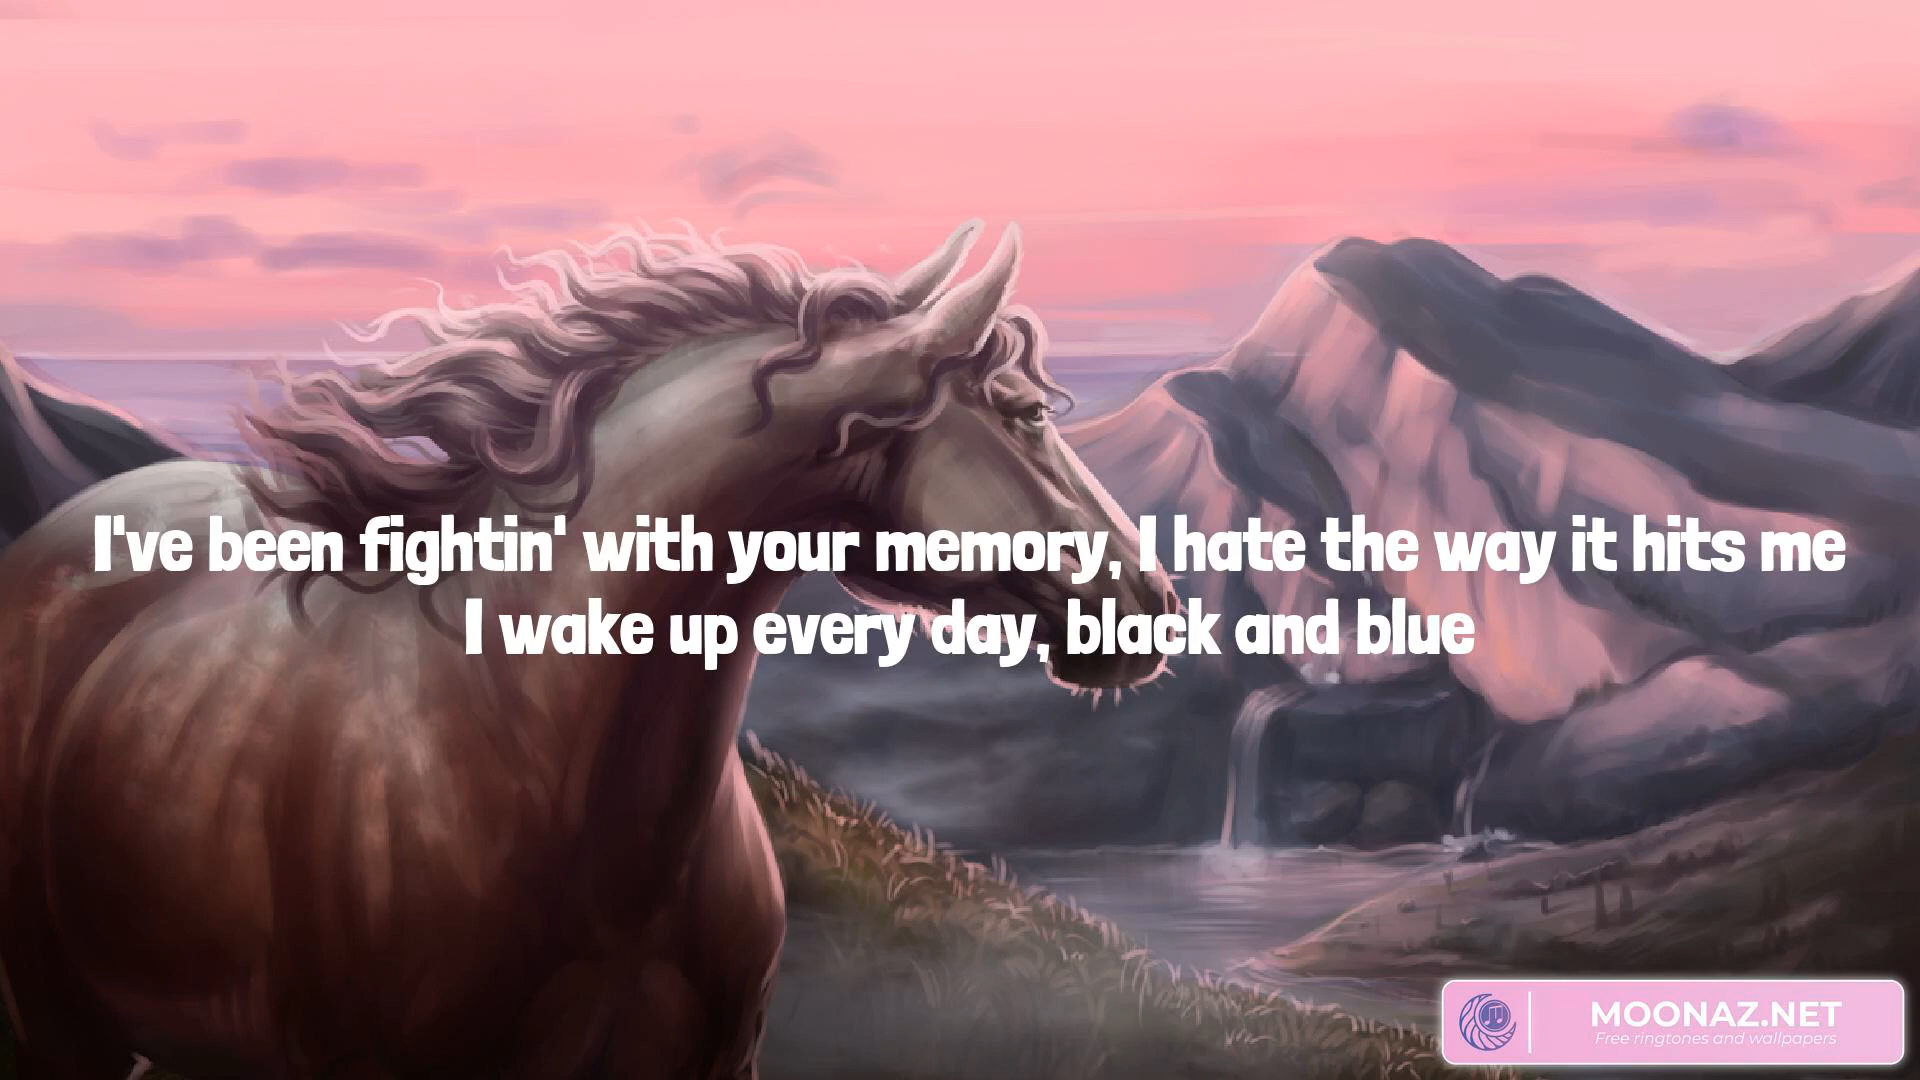 I've been fightin' with your memory, I hate the way it hits me
I wake up every day, black and blue
MOONAZ.NET
Free ringtones and wallpapers